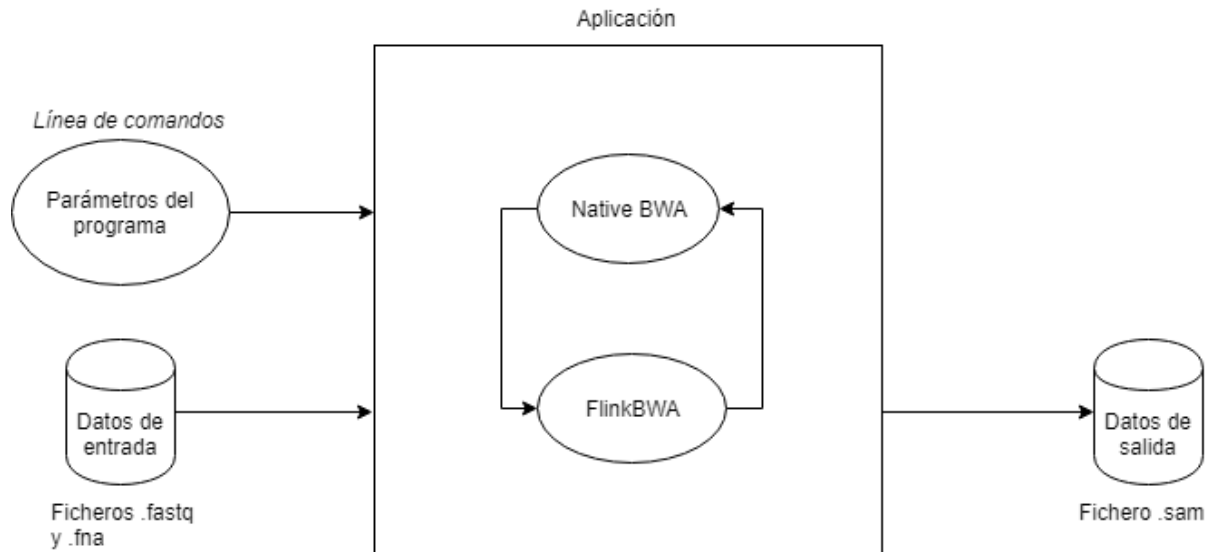 Aplicación
Línea de comandos
Parámetros del
programa
Native BWA
FlinkBWA
Datos de
entrada
Ficheros .fastq
y .fna
Datos de
salida
Fichero .sam